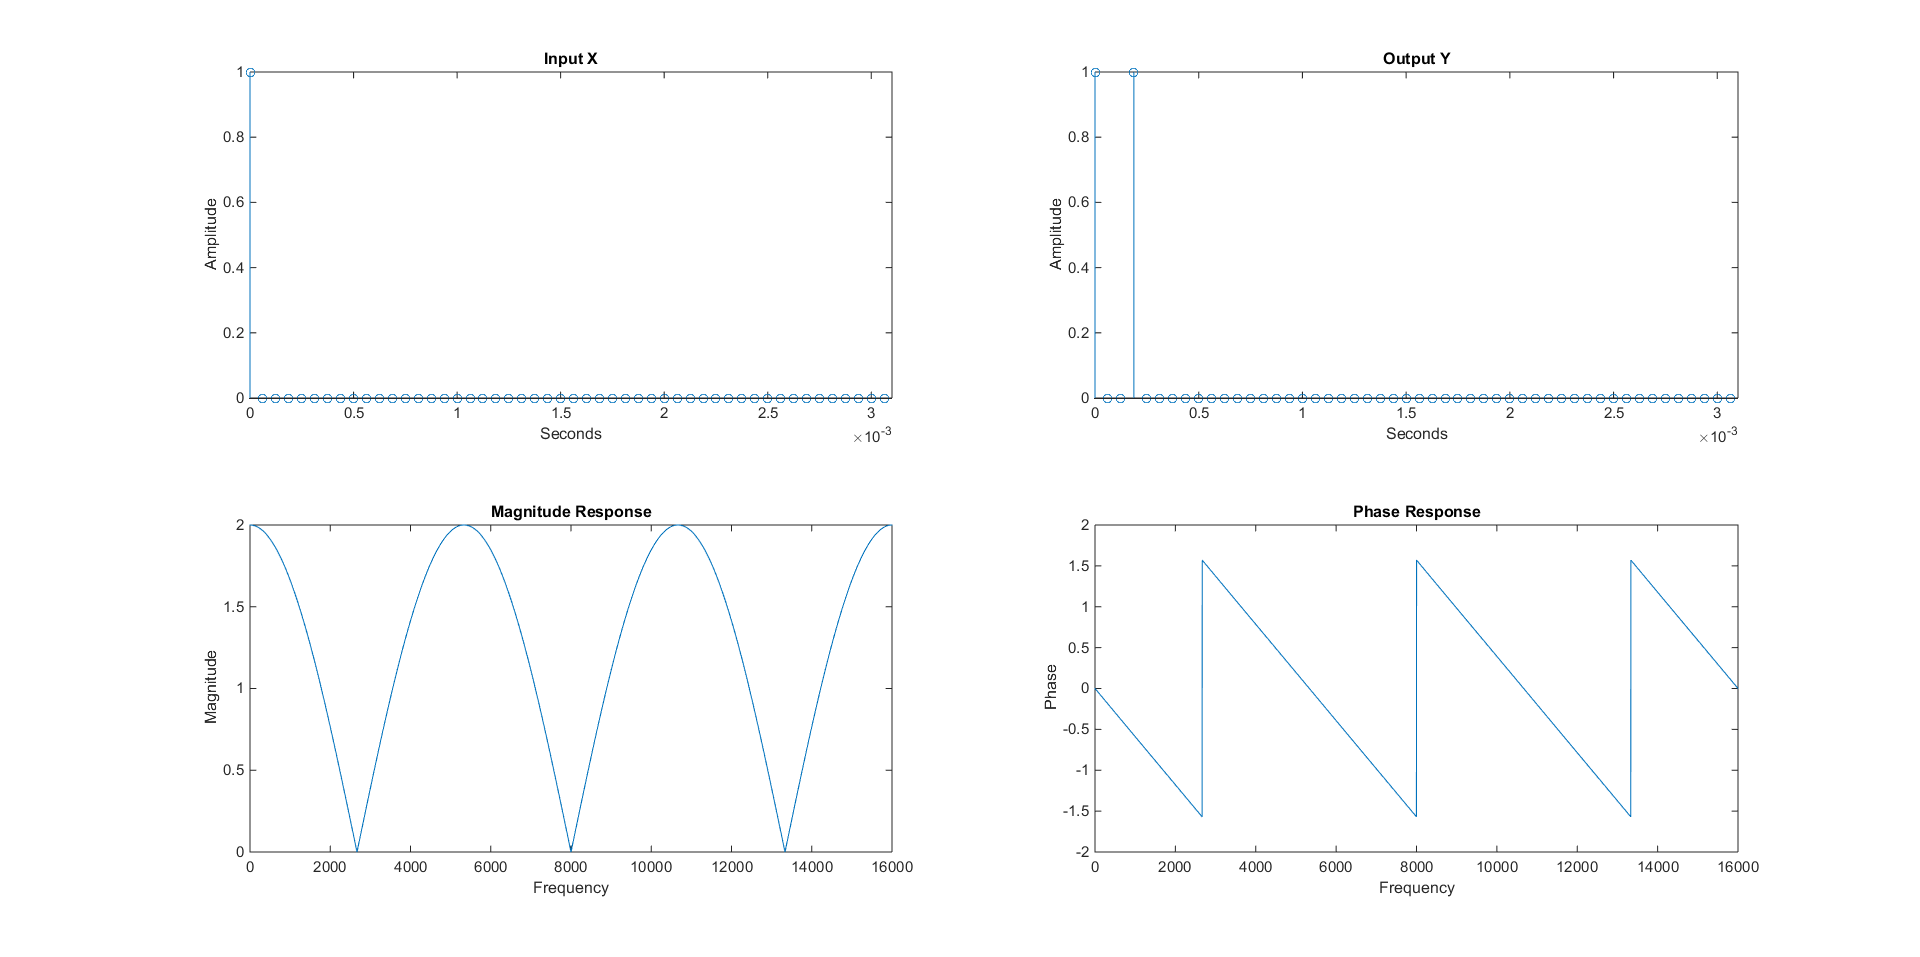 Input X
Amplitude
1
0.8
0.6
0.4
0.2
0
0 0.5 1 1.5 2 2.5 3
Seconds
×10-3
Output Y
Amplitude
1
0.8
0.6
0.4
0.2
0
0 0.5 1 1.5 2 2.5 3
Seconds
×10-3
Magnitude Response
Magnitude
2
1.5
1
0.5
0
0 2000 4000 6000 8000 10000 12000 14000 16000
Frequency
Phase Response
Phase
2
1.5
1
0.5
0
-0.5
-1
-1.5
-2
0 2000 4000 6000 8000 10000 12000 14000 16000
Frequency